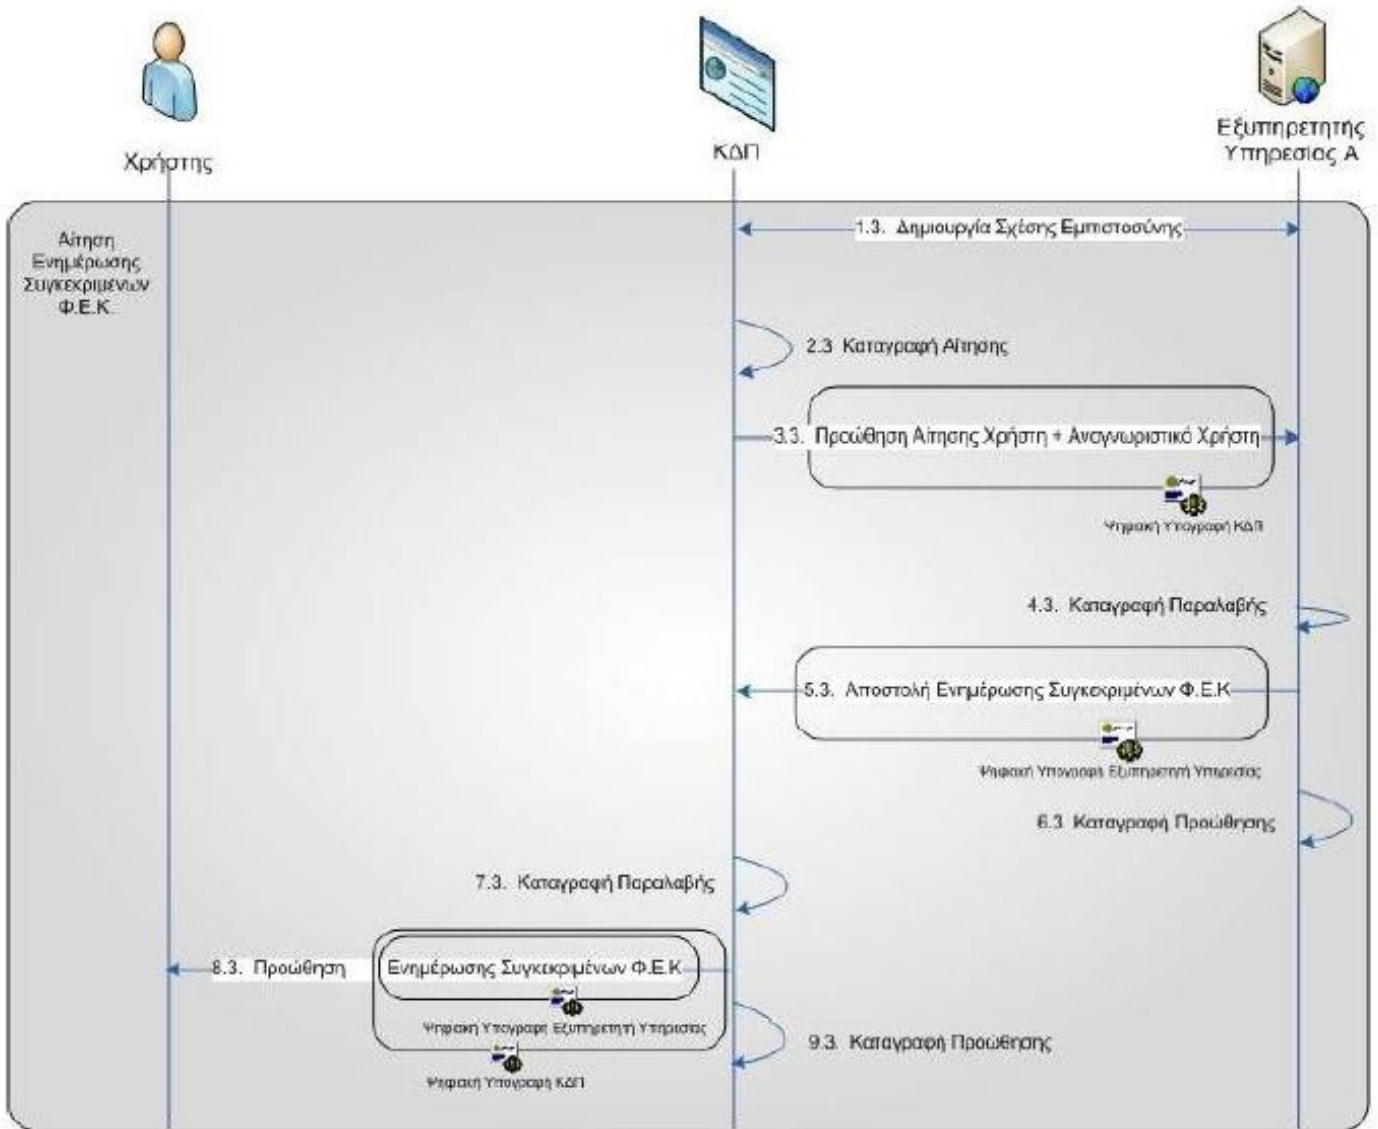 Χρήστης
ΚΔΠ
Εξυπηρετητής
Υπηρεσίας Α
Αίτηση
Ενημέρωσης
Συγκεκριμένων
Φ.Ε.Κ.
1.3. Δημιουργία Σχέσης Εμπιστοσύνης
2.3 Καταγραφή Αίτησης
3.3. Προώθηση Αίτησης Χρήστη + Αναγνωριστικό Χρήστη
Ψηφιακή Υπογραφή ΚΔΠ
4.3. Καταγραφή Παραλαβής
5.3. Αποστολή Ενημέρωσης Συγκεκριμένων Φ.Ε.Κ
Ψηφιακή Υπογραφή Εξυπηρετητή Υπηρεσίας
6.3. Καταγραφή Προώθησης
7.3. Καταγραφή Παραλαβής
8.3. Προώθηση Ενημέρωσης Συγκεκριμένων Φ.Ε.Κ
Ψηφιακή Υπογραφή Εξυπηρετητή Υπηρεσίας
9.3. Καταγραφή Προώθησης
Ψηφιακή Υπογραφή ΚΔΠ